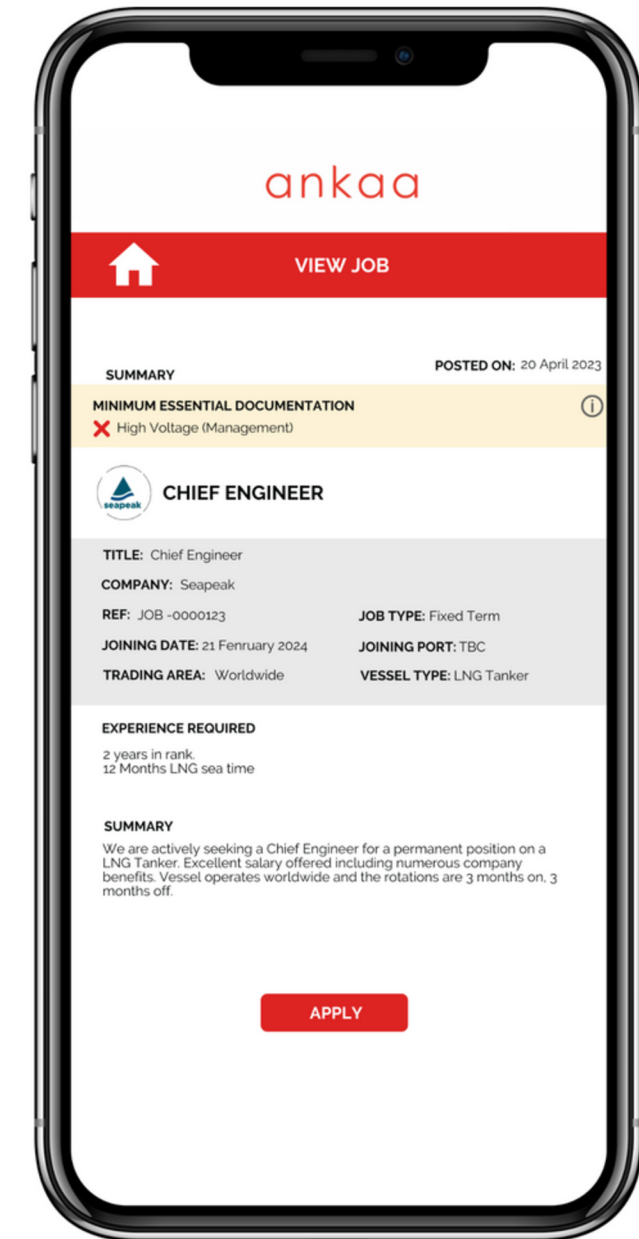 ankaa
VIEW JOB
POSTED ON: 20 April 2023
SUMMARY
MINIMUM ESSENTIAL DOCUMENTATION
High Voltage (Management)
seapeak
CHIEF ENGINEER
TITLE: Chief Engineer
COMPANY: Seapeak
REF: JOB -0000123
JOB TYPE: Fixed Term
JOINING DATE: 21 Fenruary 2024
JOINING PORT: TBC
TRADING AREA: Worldwide
VESSEL TYPE: LNG Tanker
EXPERIENCE REQUIRED
2 years in rank.
12 Months LNG sea time
SUMMARY
We are actively seeking a Chief Engineer for a permanent position on a
LNG Tanker. Excellent salary offered including numerous company
benefits. Vessel operates worldwide and the rotations are 3 months on, 3
months off.
APPLY